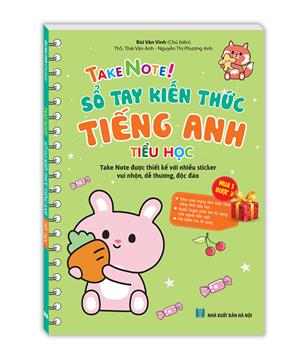 Bùi Văn Vinh (Chủ biên)
ThS. Thái Vân Anh - Nguyễn Thị Phương Anh
TAKE NOTE!
SỔ TAY KIẾN THỨC
TIẾNG ANH
TIỂU HỌC
Take Note được thiết kế với nhiều sticker
vui nhộn, dễ thương, độc đáo
MUA 1
ĐƯỢC 3
NHÀ XUẤT BẢN HÀ NỘI